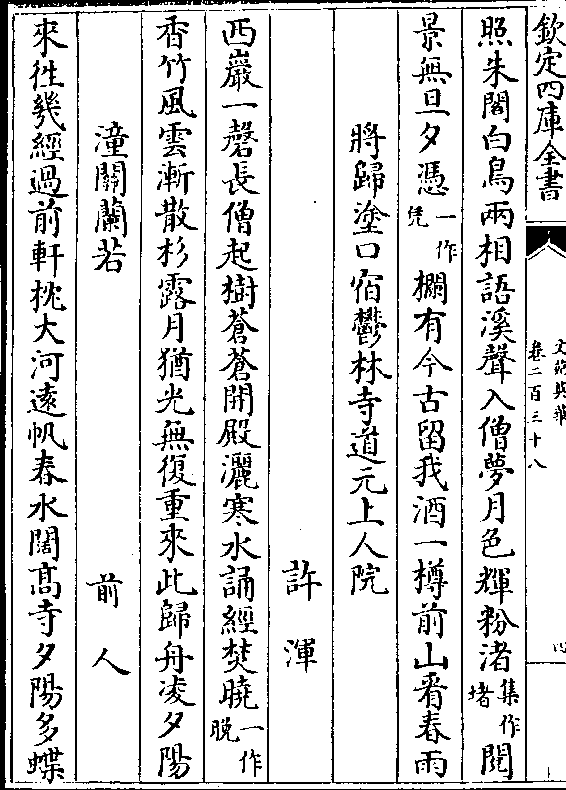 欽定四庫全書
文苑英華
卷二百三十八
四
照朱閣白鳥兩相語溪聲入僧夢月色輝粉渚集作堵閲
景無旦夕憑一作凭欄有今古留我酒一樽前山看春雨
將歸塗口宿鬱林寺道元上人院
許渾
西巖一磬長僧起樹蒼蒼開殿灑寒水誦經焚曉一作晚
香竹風雲漸散杉露月猶光無復重來此歸舟凌夕陽
潼關蘭若
前人
來徃幾經過前軒枕大河遠帆春水闊髙寺夕陽多蝶